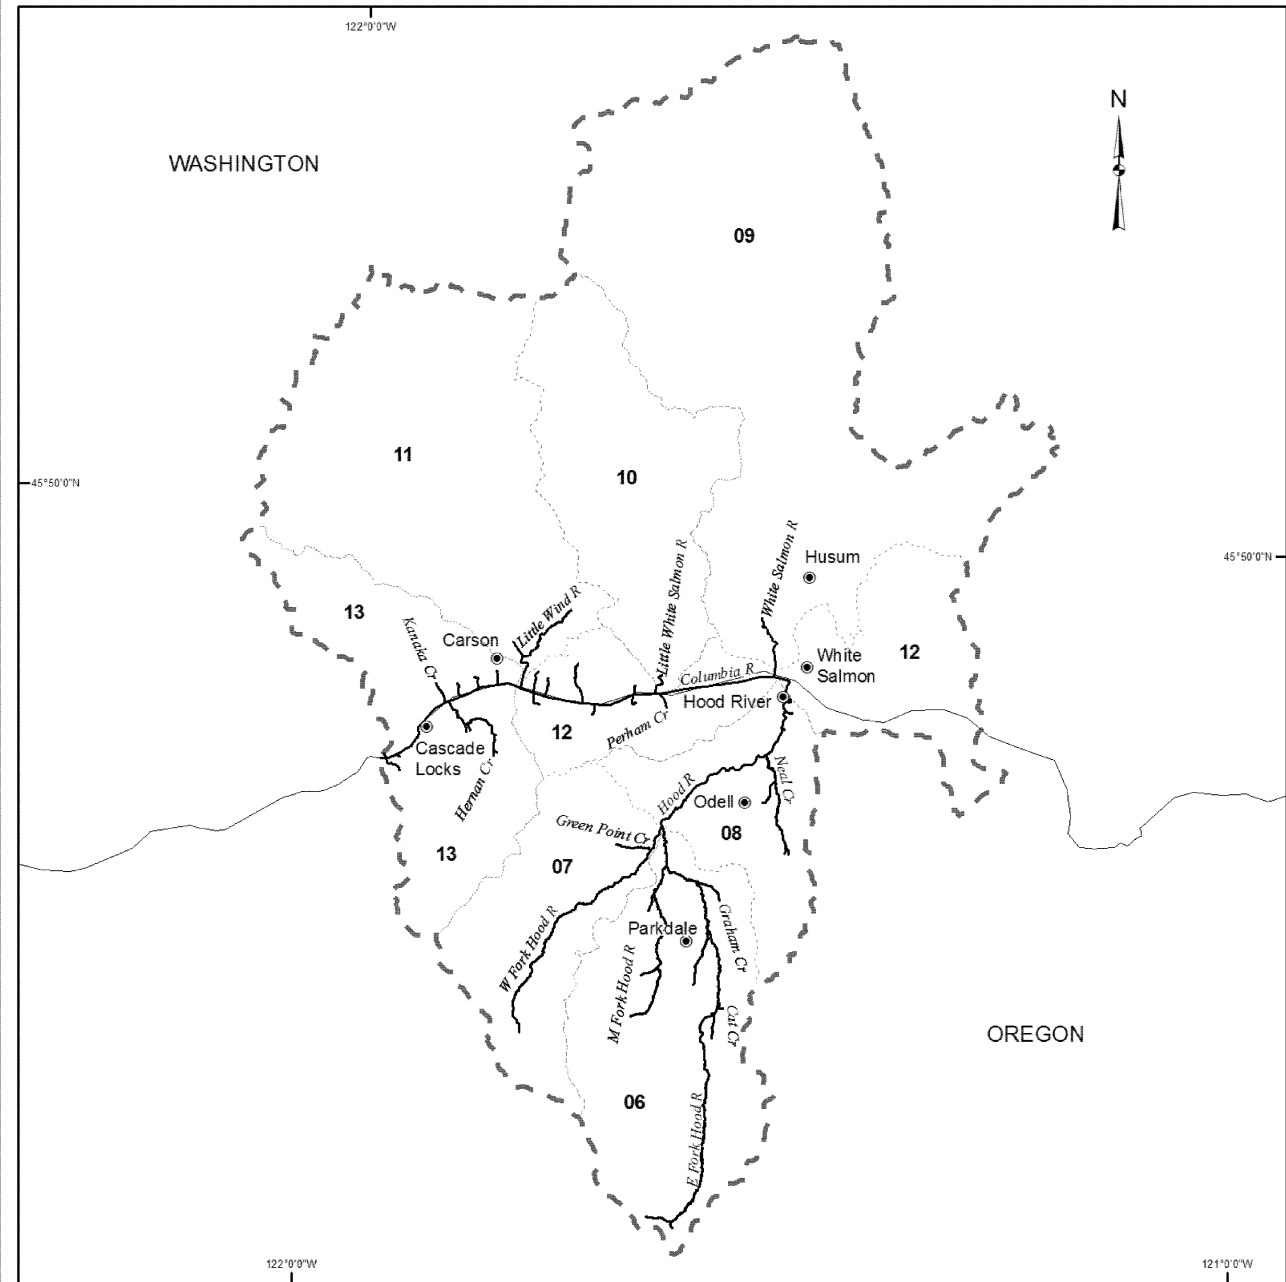 122°0'0"W
N
WASHINGTON
09
11
10
45°50'0"N
45°50'0"N
White Salmon R
Husum
Little White Salmon R
Little Wind R
13
Kanaka Cr
Carson
12
White
Salmon
Columbia R
Hood River
12
Perham Cr
Cascade
Locks
Hernan Cr
Neal Cr
Hood R
Odell
08
Green Point Cr
13
07
W Fork Hood R
Parkdale
Graham Cr
M Fork Hood R
Cat Cr
OREGON
06
E Fork Hood R
122°0'0"W
121°0'0"W